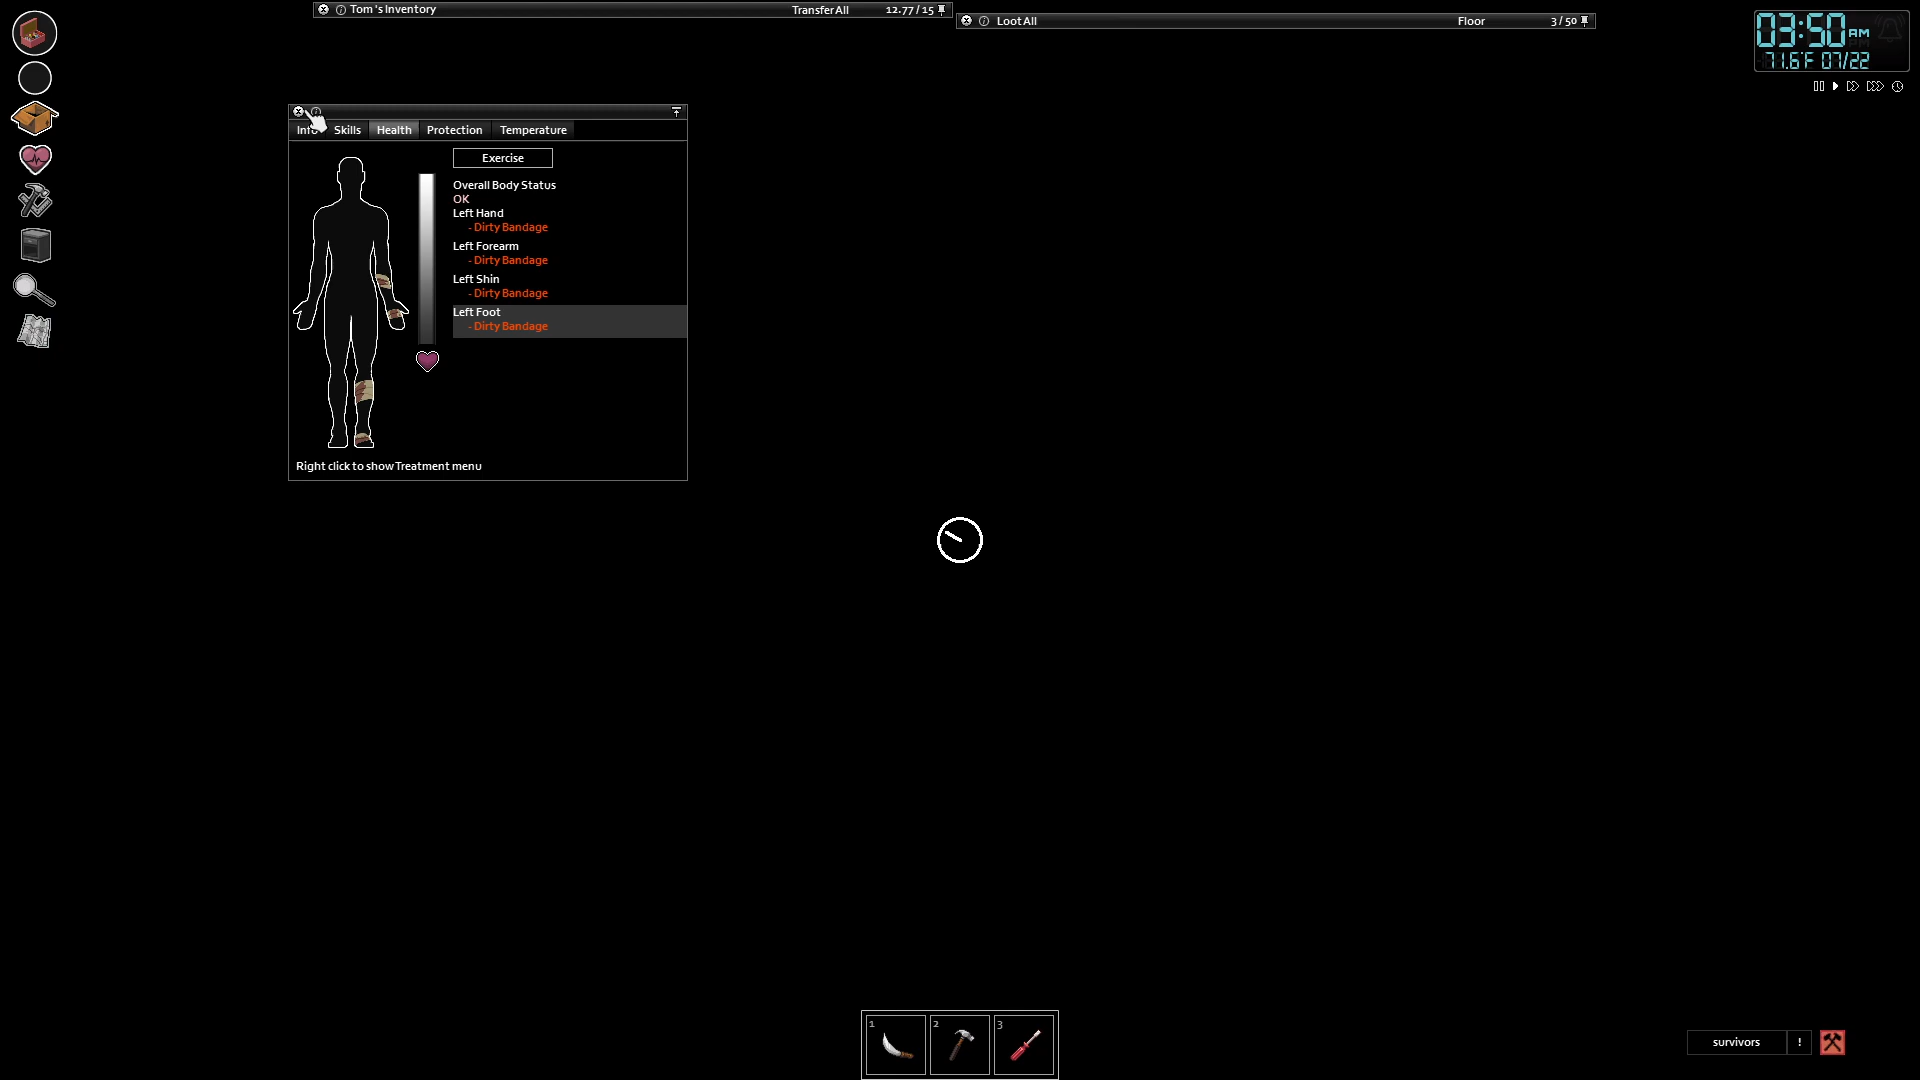 Tom 's Inventory Transfer All 12.77 / 15
Loot All Floor 3 / 50
03:50 AM
71.6°F 07/22
Info Skills Health Protection Temperature
Exercise
Overall Body Status
OK
Left Hand
- Dirty Bandage
Left Forearm
- Dirty Bandage
Left Shin
- Dirty Bandage
Left Foot
- Dirty Bandage
Right click to show Treatment menu
1 2 3
survivors !